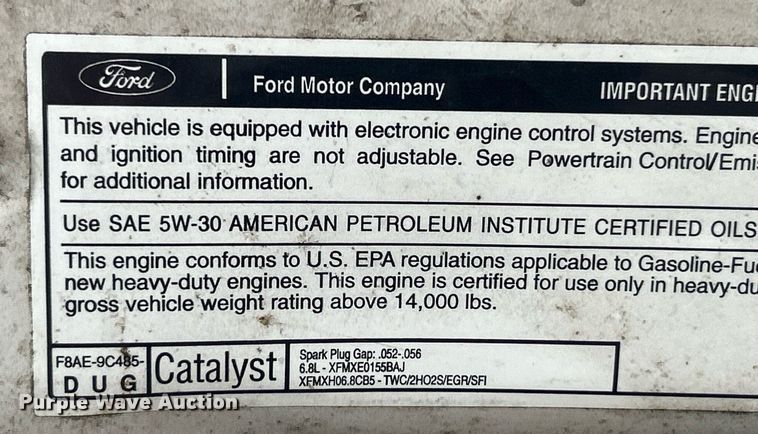 Ford
Ford Motor Company
IMPORTANT ENGI
This vehicle is equipped with electronic engine control systems. Engine
and ignition timing are not adjustable. See Powertrain Control/Emi
for additional information.
Use SAE 5W-30 AMERICAN PETROLEUM INSTITUTE CERTIFIED OILS
This engine conforms to U.S. EPA regulations applicable to Gasoline-Fu
new heavy-duty engines. This engine is certified for use only in heavy-du
gross vehicle weight rating above 14,000 lbs.
F8AE-9C485-
D U G
Catalyst
Spark Plug Gap: .052-.056
6.8L - XFMXE0155BAJ
XFMXH06.8CB5 - TWC/2HO2S/EGR/SFI
Purple Wave Auction